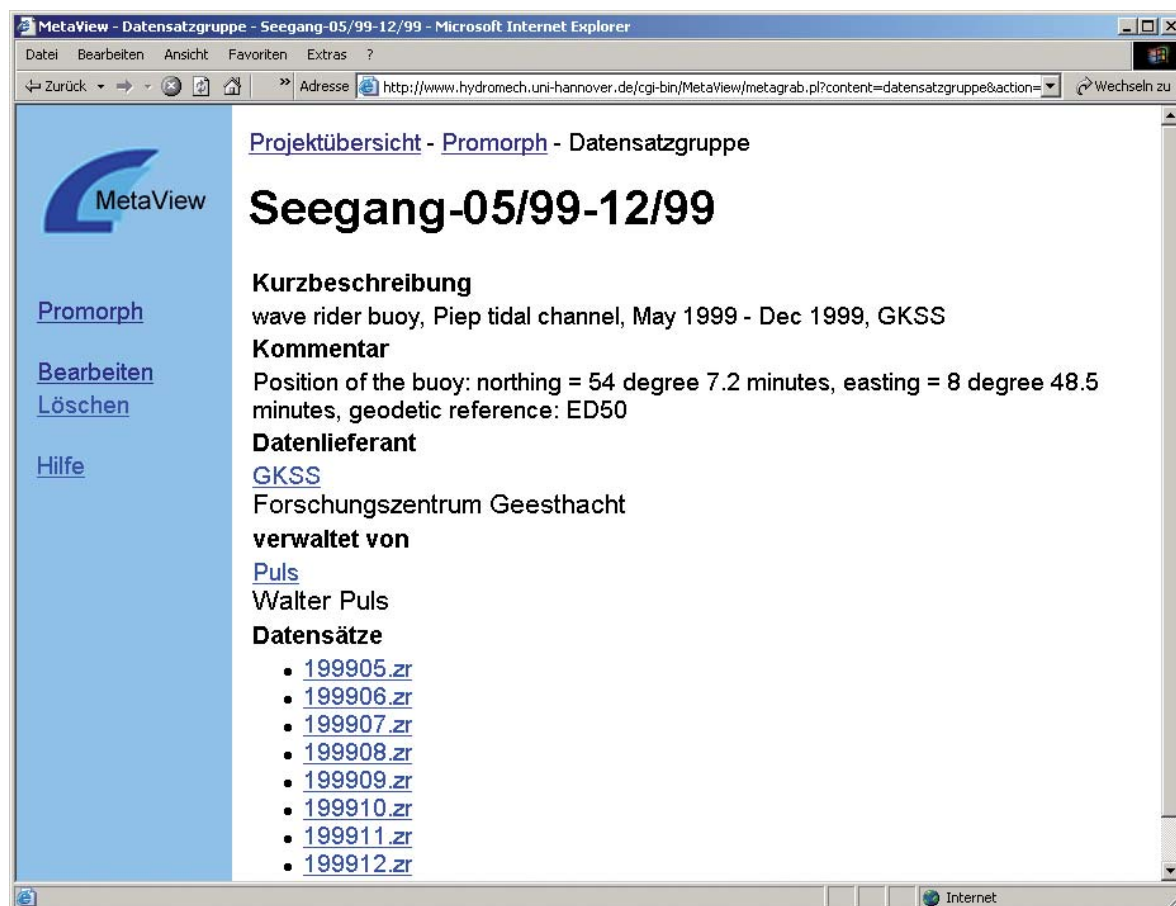 MetaView - Datensatzgruppe - Seegang-05/99-12/99 - Microsoft Internet Explorer
Datei Bearbeiten Ansicht Favoriten Extras ?
Zurück » Adresse http://www.hydromech.uni-hannover.de/cgi-bin/MetaView/metagrab.pl?content=datensatzgruppe&action= Wechseln zu
MetaView
Promorph
Bearbeiten
Löschen
Hilfe
Projektübersicht - Promorph - Datensatzgruppe
Seegang-05/99-12/99
Kurzbeschreibung
wave rider buoy, Piep tidal channel, May 1999 - Dec 1999, GKSS
Kommentar
Position of the buoy: northing = 54 degree 7.2 minutes, easting = 8 degree 48.5
minutes, geodetic reference: ED50
Datenlieferant
GKSS
Forschungszentrum Geesthacht
verwaltet von
Puls
Walter Puls
Datensätze
• 199905.zr
• 199906.zr
• 199907.zr
• 199908.zr
• 199909.zr
• 199910.zr
• 199911.zr
• 199912.zr
Internet